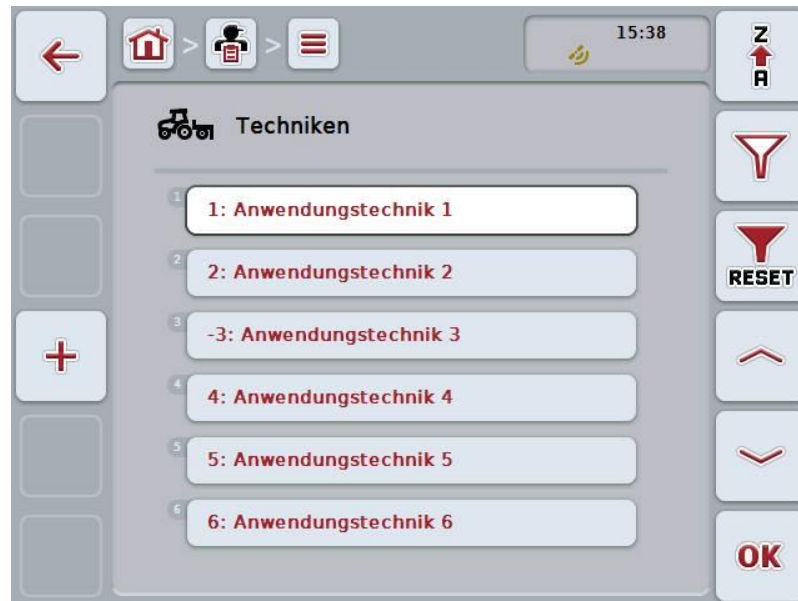 > > 15:38
Z
A
Techniken
1
1: Anwendungstechnik 1
2
2: Anwendungstechnik 2
RESET
3
-3: Anwendungstechnik 3
4
4: Anwendungstechnik 4
5
5: Anwendungstechnik 5
6
6: Anwendungstechnik 6
OK